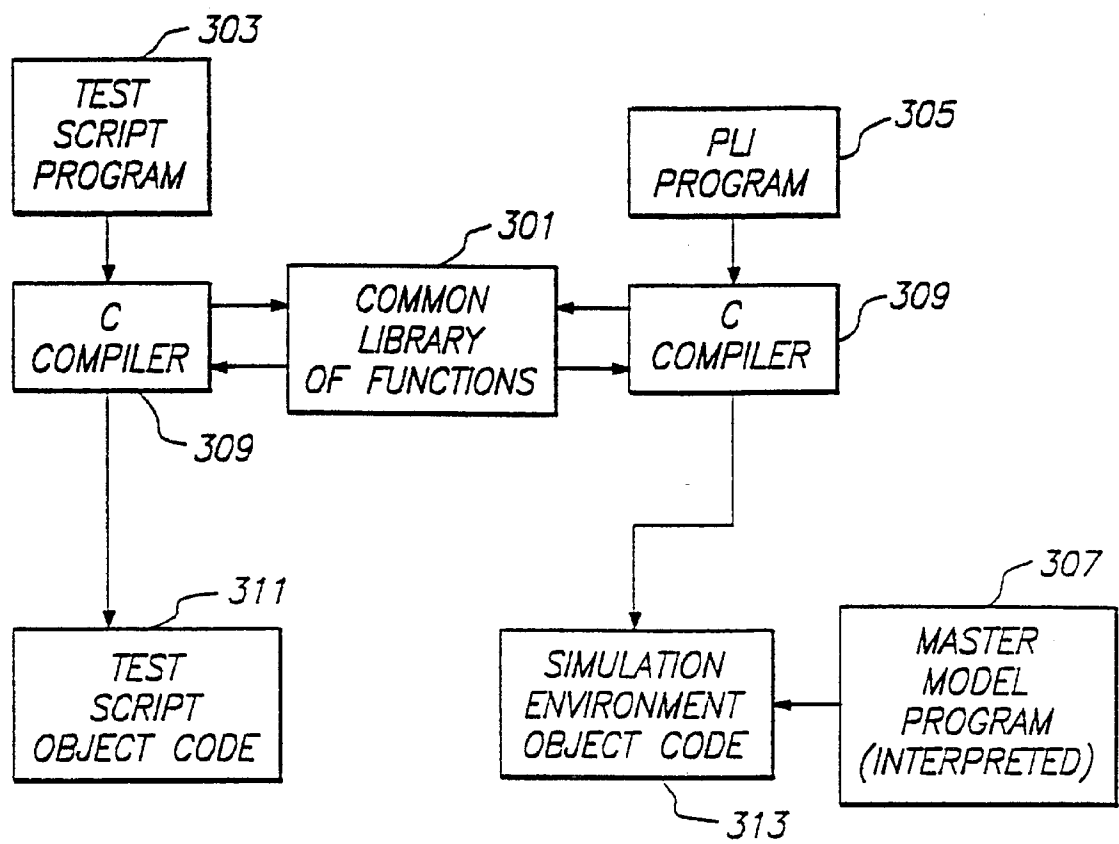 303
TEST
SCRIPT
PROGRAM
305
PLI
PROGRAM
301
COMMON
LIBRARY
OF FUNCTIONS
C
COMPILER
309
C
COMPILER
309
311
TEST
SCRIPT
OBJECT CODE
SIMULATION
ENVIRONMENT
OBJECT CODE
313
307
MASTER
MODEL
PROGRAM
(INTERPRETED)